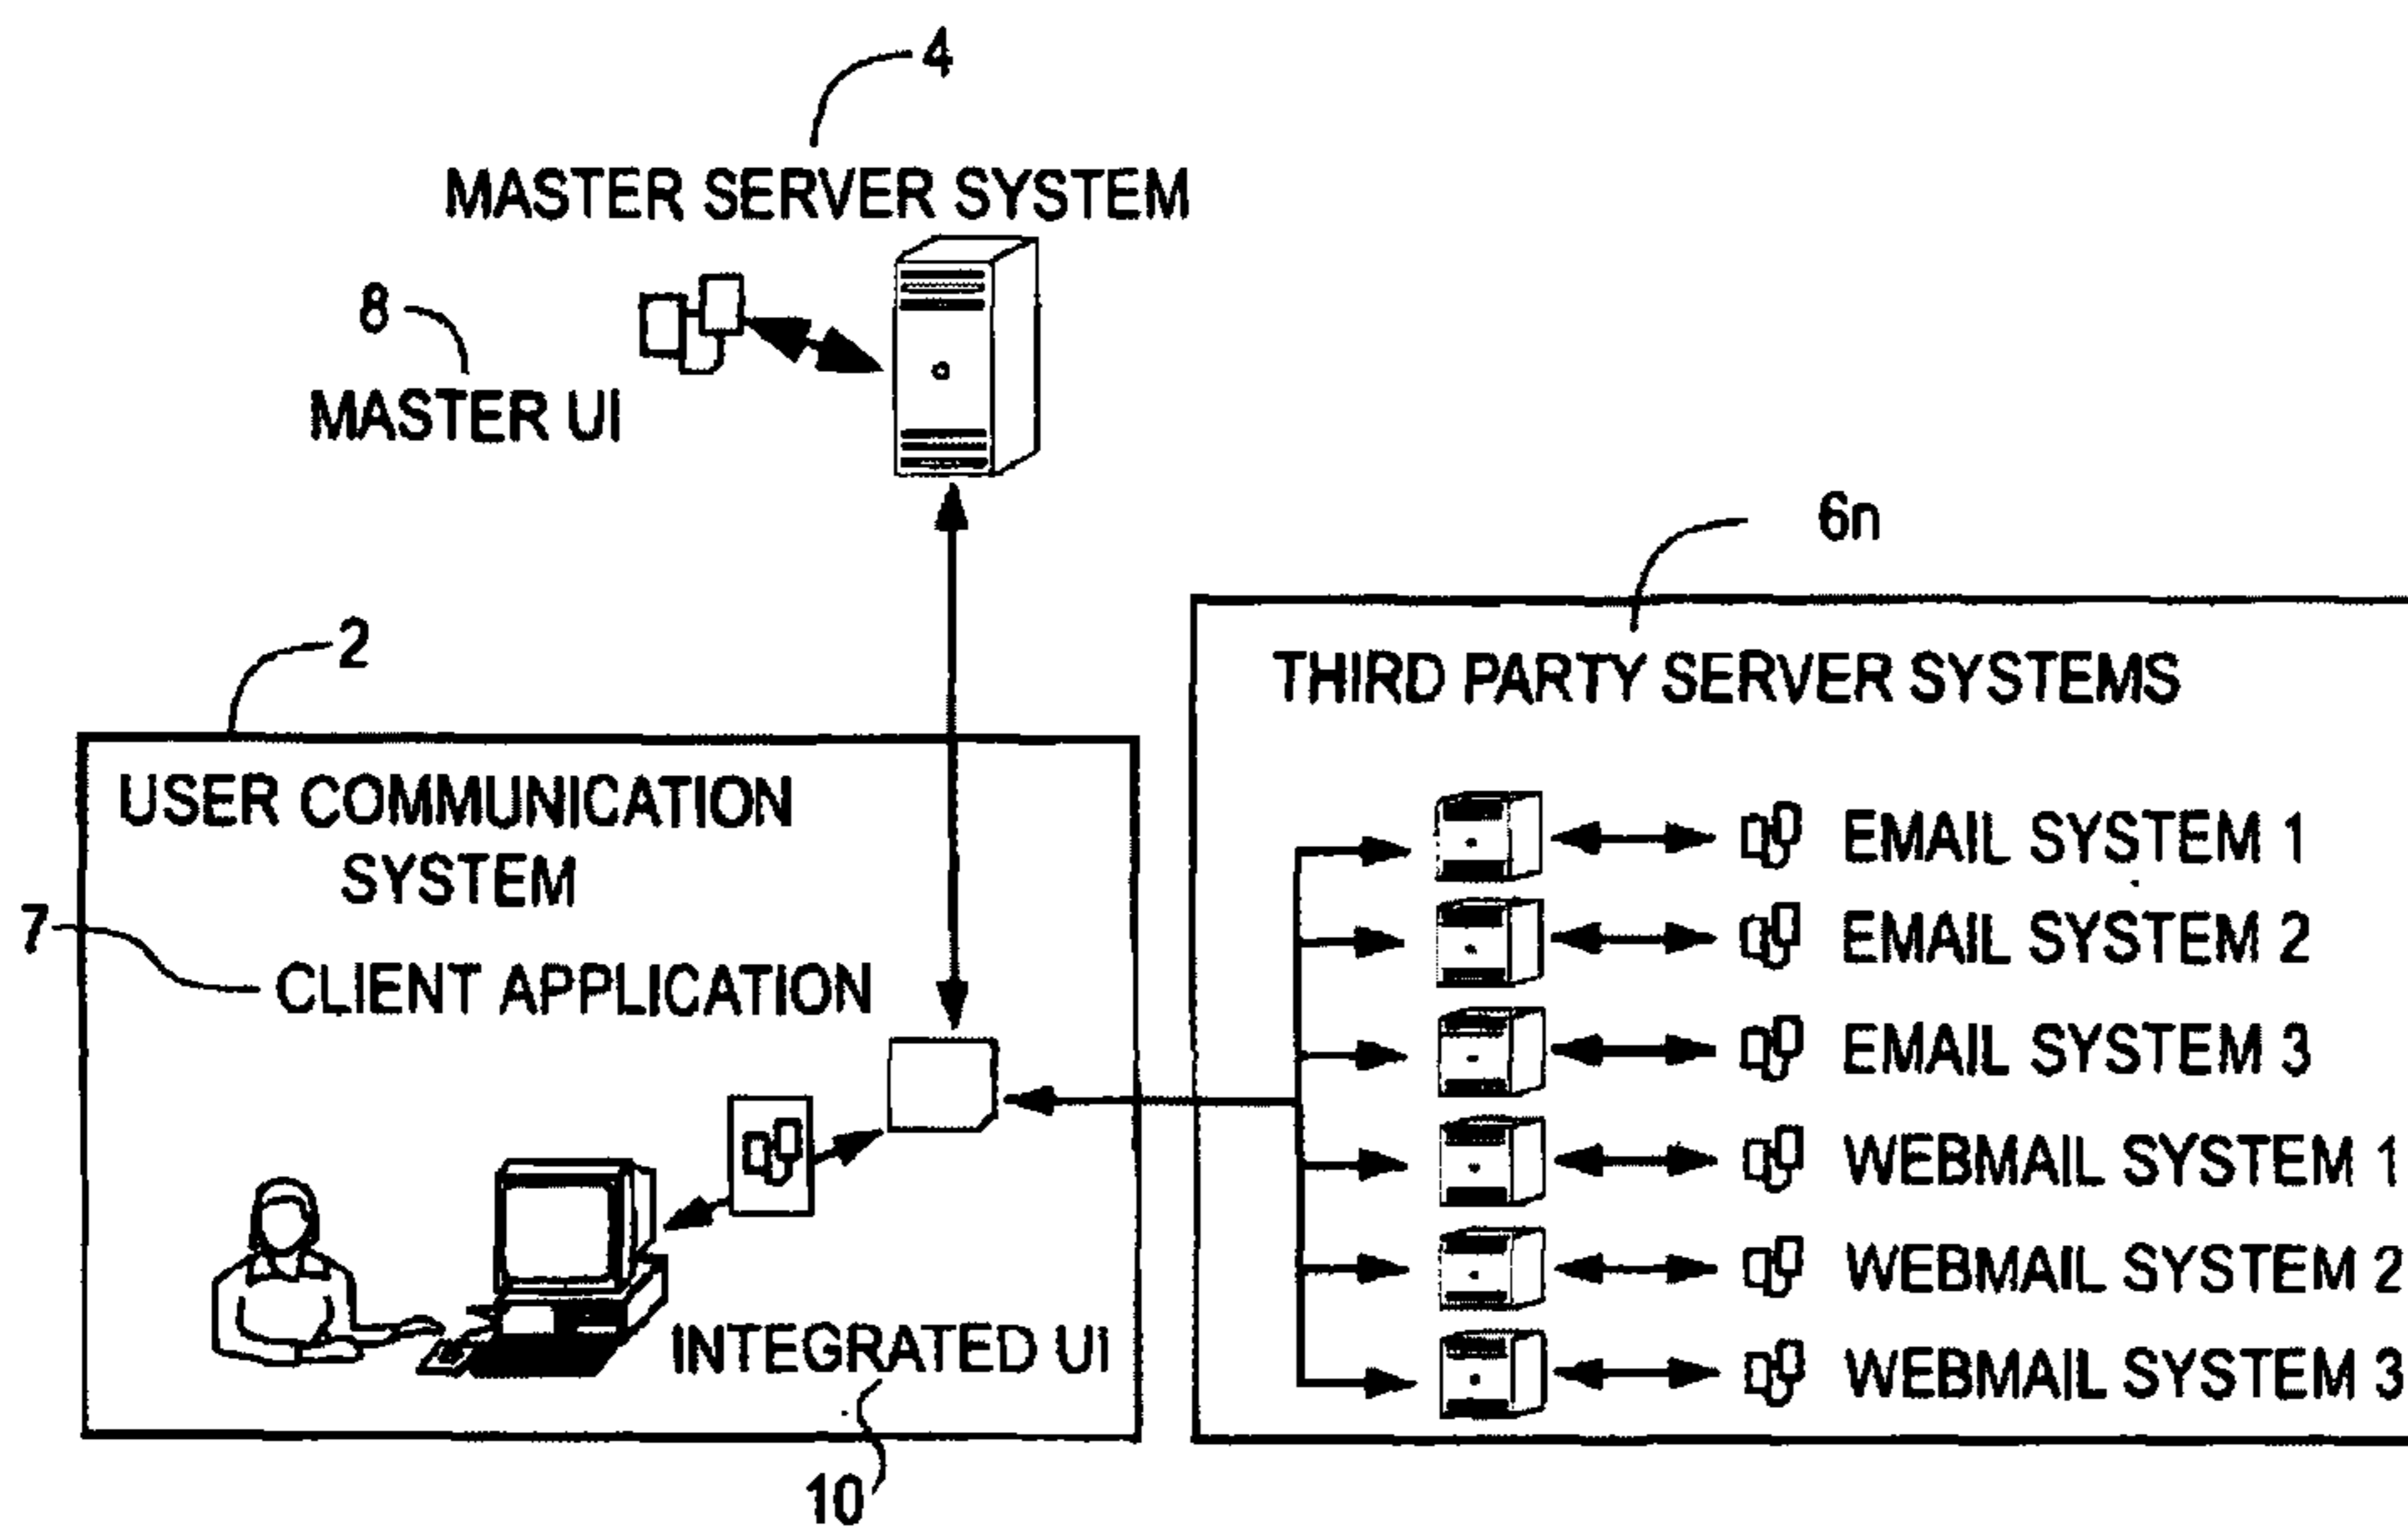 4
MASTER SERVER SYSTEM
8
MASTER UI
6n
2
THIRD PARTY SERVER SYSTEMS
USER COMMUNICATION
SYSTEM
7
CLIENT APPLICATION
INTEGRATED UI
10
EMAIL SYSTEM 1
EMAIL SYSTEM 2
EMAIL SYSTEM 3
WEBMAIL SYSTEM 1
WEBMAIL SYSTEM 2
WEBMAIL SYSTEM 3